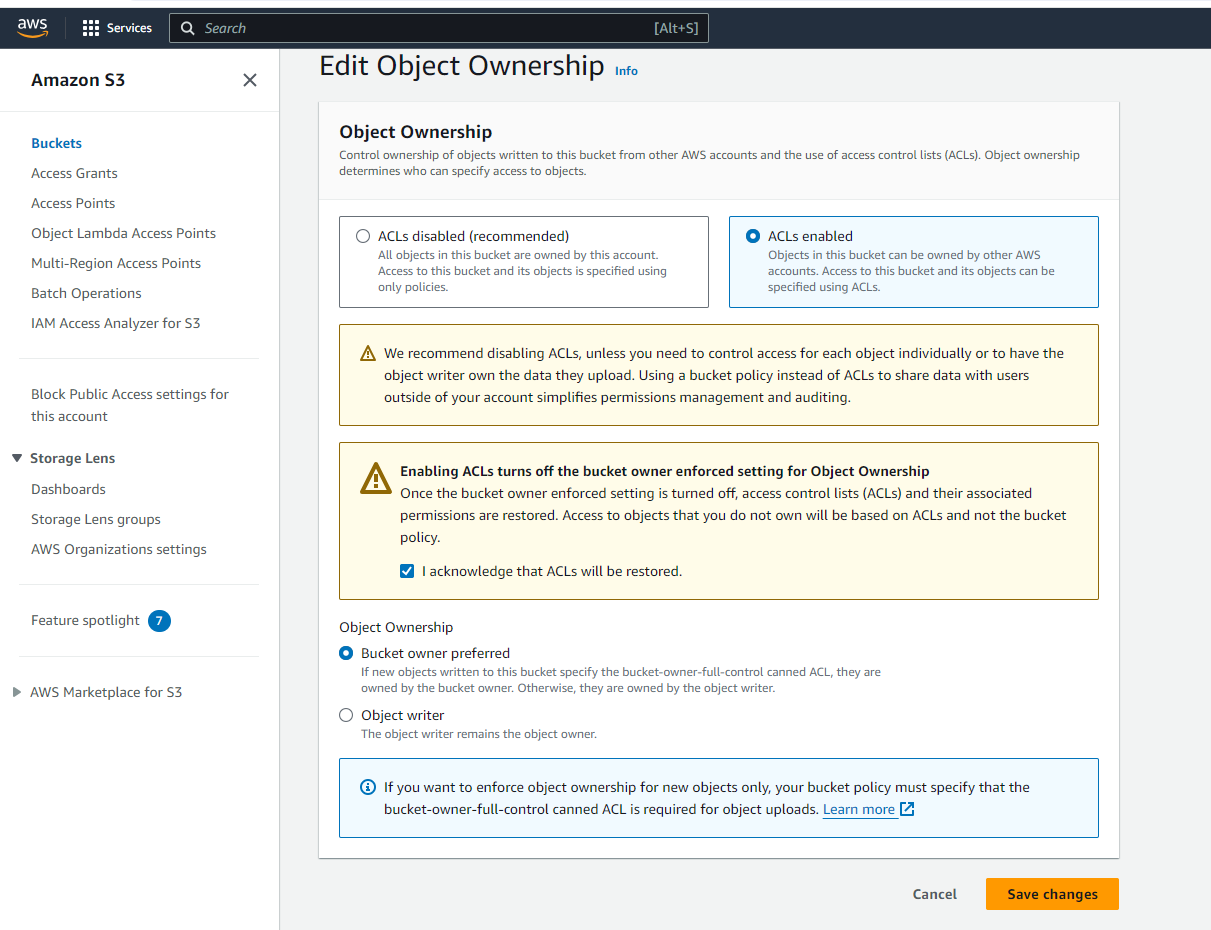 aws
Services
Search
[Alt+S]
Amazon S3
Buckets
Access Grants
Access Points
Object Lambda Access Points
Multi-Region Access Points
Batch Operations
IAM Access Analyzer for S3
Block Public Access settings for
this account
Storage Lens
Dashboards
Storage Lens groups
AWS Organizations settings
Feature spotlight 7
AWS Marketplace for S3
Edit Object Ownership Info
Object Ownership
Control ownership of objects written to this bucket from other AWS accounts and the use of access control lists (ACLs). Object ownership
determines who can specify access to objects.
ACLs disabled (recommended)
All objects in this bucket are owned by this account.
Access to this bucket and its objects is specified using
only policies.
ACLs enabled
Objects in this bucket can be owned by other AWS
accounts. Access to this bucket and its objects can be
specified using ACLs.
We recommend disabling ACLs, unless you need to control access for each object individually or to have the
object writer own the data they upload. Using a bucket policy instead of ACLs to share data with users
outside of your account simplifies permissions management and auditing.
Enabling ACLs turns off the bucket owner enforced setting for Object Ownership
Once the bucket owner enforced setting is turned off, access control lists (ACLs) and their associated
permissions are restored. Access to objects that you do not own will be based on ACLs and not the bucket
policy.
I acknowledge that ACLs will be restored.
Object Ownership
Bucket owner preferred
If new objects written to this bucket specify the bucket-owner-full-control canned ACL, they are
owned by the bucket owner. Otherwise, they are owned by the object writer.
Object writer
The object writer remains the object owner.
If you want to enforce object ownership for new objects only, your bucket policy must specify that the
bucket-owner-full-control canned ACL is required for object uploads. Learn more
Cancel
Save changes